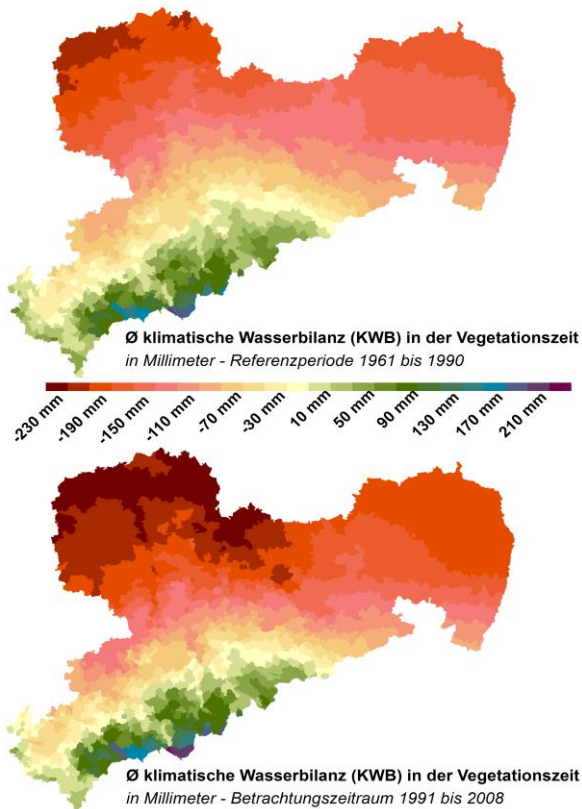 Ø klimatische Wasserbilanz (KWB) in der Vegetationszeit
in Millimeter - Referenzperiode 1961 bis 1990
-230 mm
-190 mm
-150 mm
-110 mm
-70 mm
-30 mm
10 mm
50 mm
90 mm
130 mm
170 mm
210 mm
Ø klimatische Wasserbilanz (KWB) in der Vegetationszeit
in Millimeter - Betrachtungszeitraum 1991 bis 2008